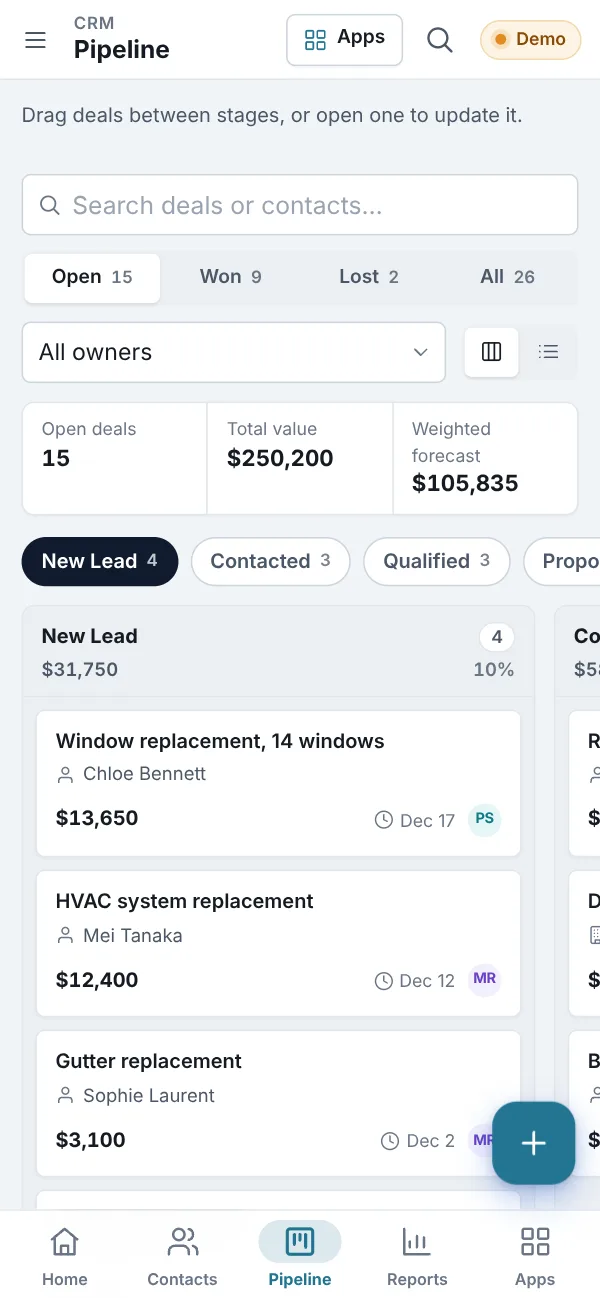 CRM
Pipeline
Apps
Demo
Drag deals between stages, or open one to update it.
Search deals or contacts...
Open 15
Won 9
Lost 2
All 26
All owners
Open deals
15
Total value
$250,200
Weighted
forecast
$105,835
New Lead 4
Contacted 3
Qualified 3
Propo
New Lead
4
$31,750
10%
Co
Window replacement, 14 windows
Chloe Bennett
$13,650
Dec 17
PS
HVAC system replacement
Mei Tanaka
$12,400
Dec 12
MR
Gutter replacement
Sophie Laurent
$3,100
Dec 2
Home
Contacts
Pipeline
Reports
Apps